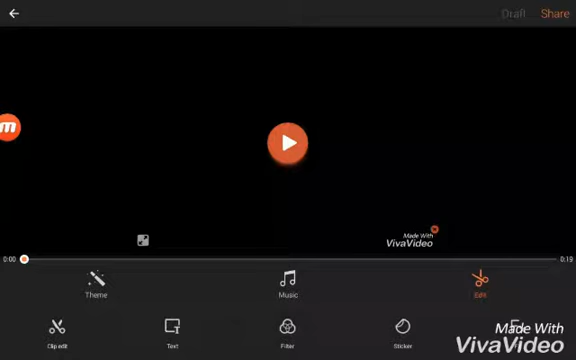 Draft Share
m
Made With
VivaVideo
0:00 0:19
Theme Music Edit
Clip edit Text Filter Sticker
Made With
VivaVideo